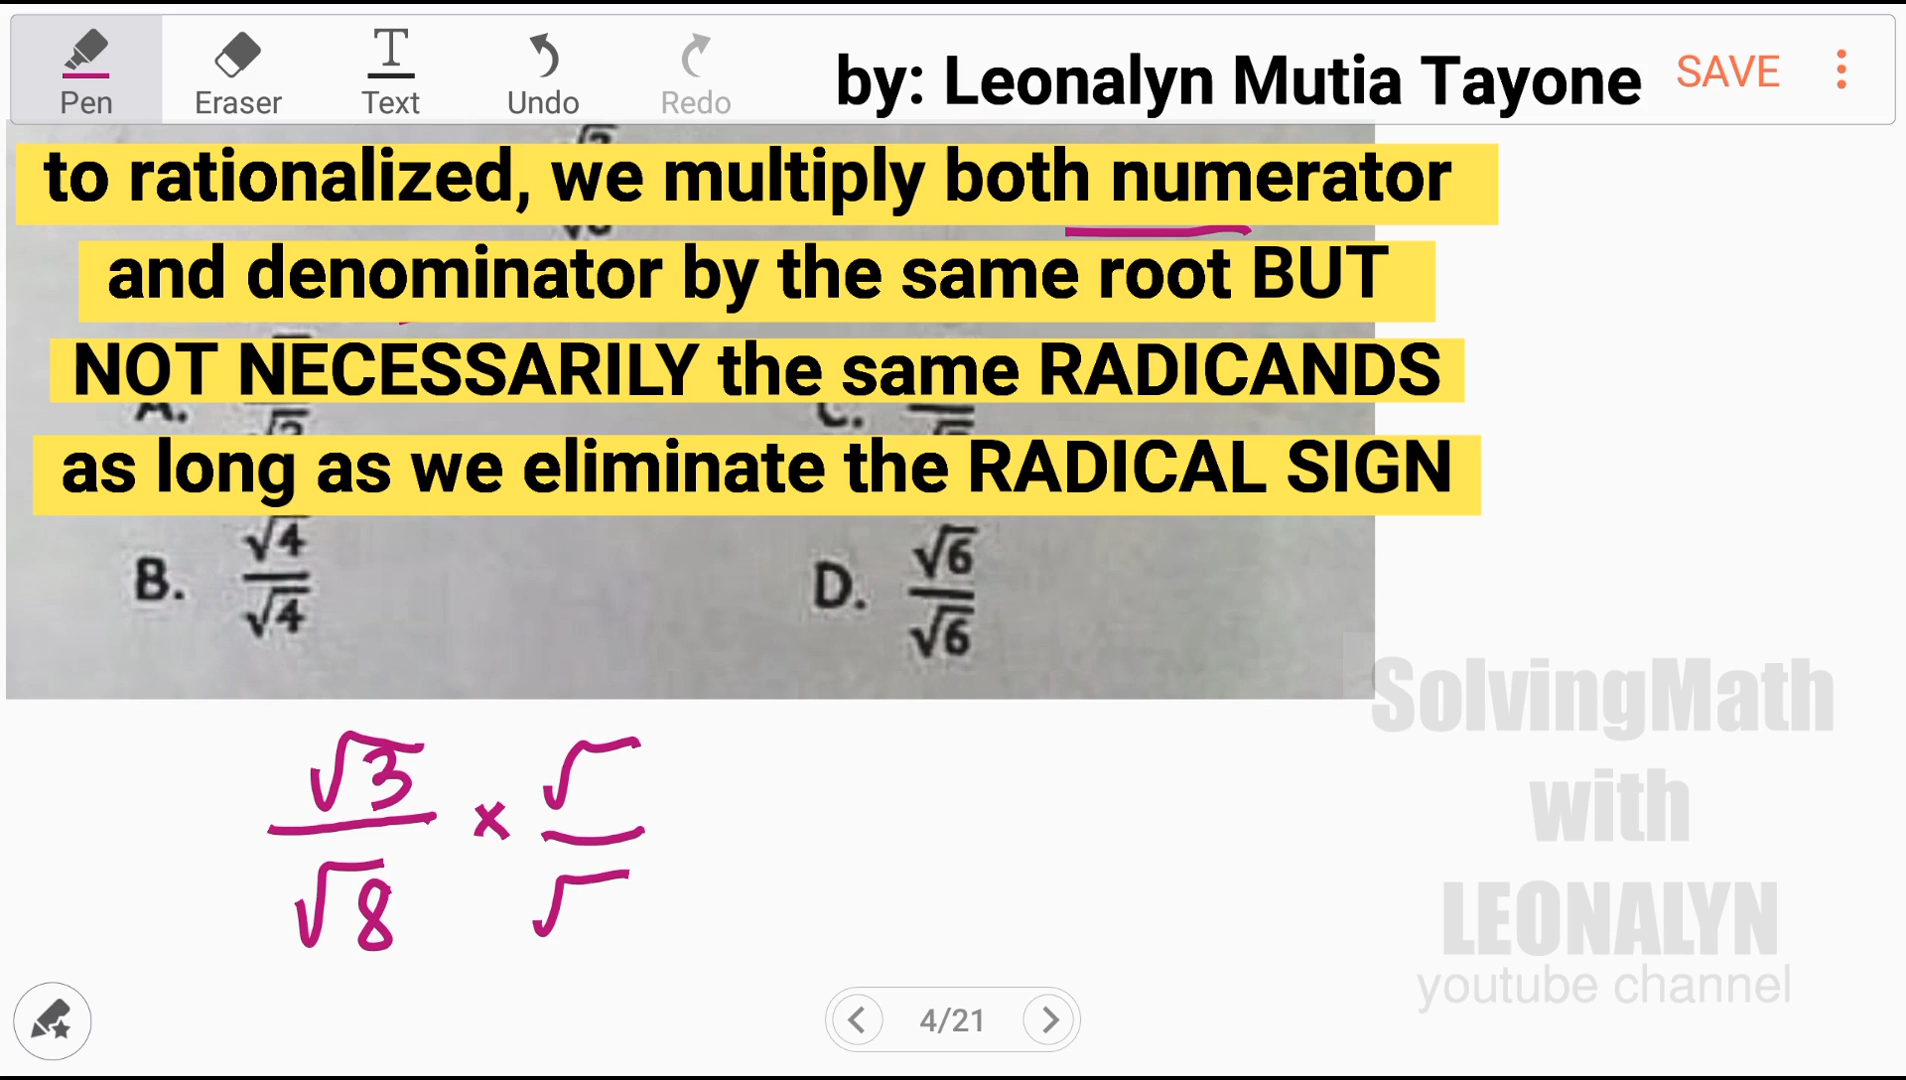 Pen Eraser Text Undo Redo by: Leonalyn Mutia Tayone SAVE
to rationalized, we multiply both numerator
and denominator by the same root BUT
NOT NECESSARILY the same RADICANDS
A. C.
as long as we eliminate the RADICAL SIGN
B. √4/√4 D. √6/√6
√3/√8 × √/√
SolvingMath
with
LEONALYN
youtube channel
4/21